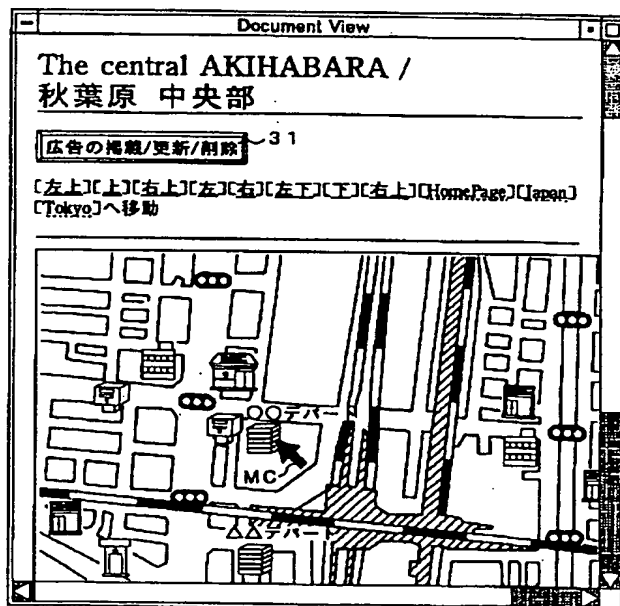 Document View
The central AKIHABARA /
秋葉原 中央部
広告の掲載/更新/削除
31
[左上][上][右上][左][右][左下][下][右上][HomePage][Japan]
[Tokyo]へ移動
○○デパート
MC
△△デパート